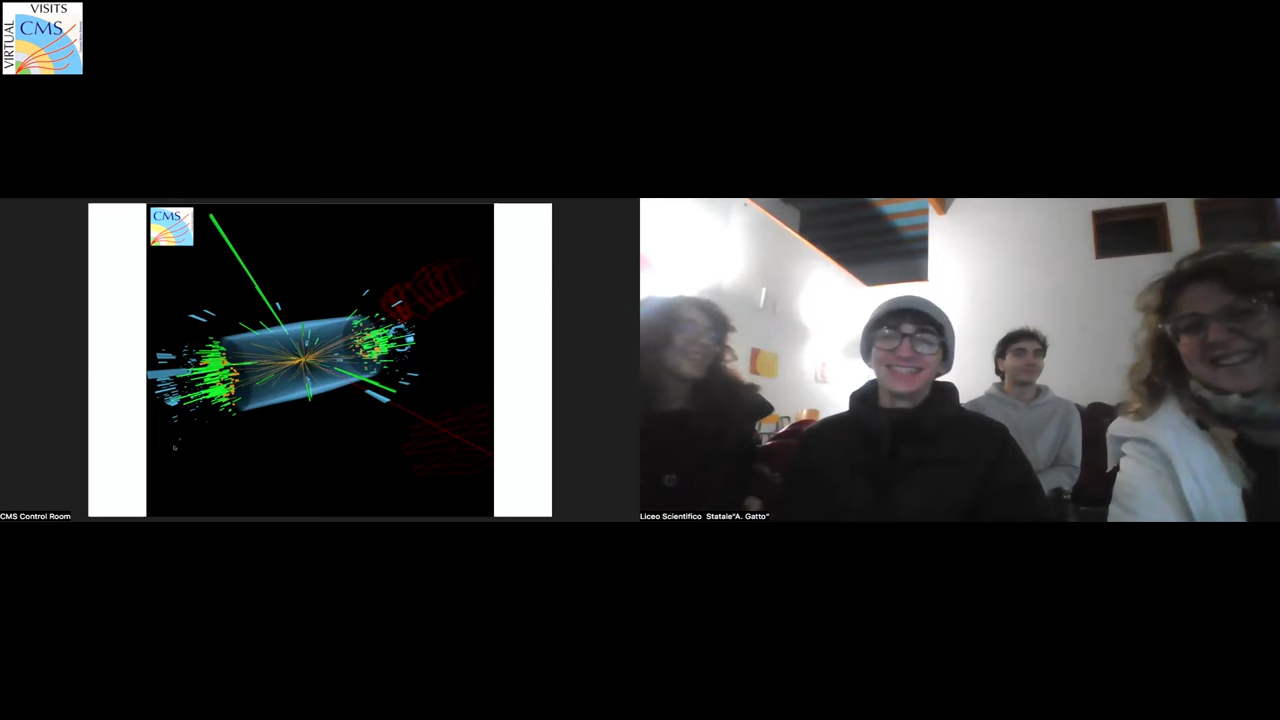 VISITS
VIRTUAL
CMS
CMS
CMS Control Room
Liceo Scientifico Statale"A. Gatto"